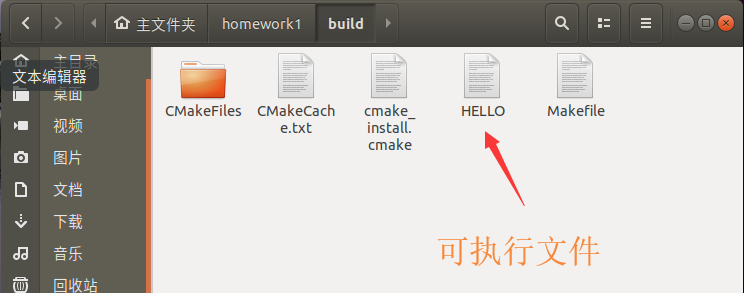 主文件夹 homework1 build
主目录
文本编辑器
桌面
视频
图片
文档
下载
音乐
回收站
CMakeFiles
CMakeCach
e.txt
cmake_
install.
cmake
HELLO
Makefile
可执行文件